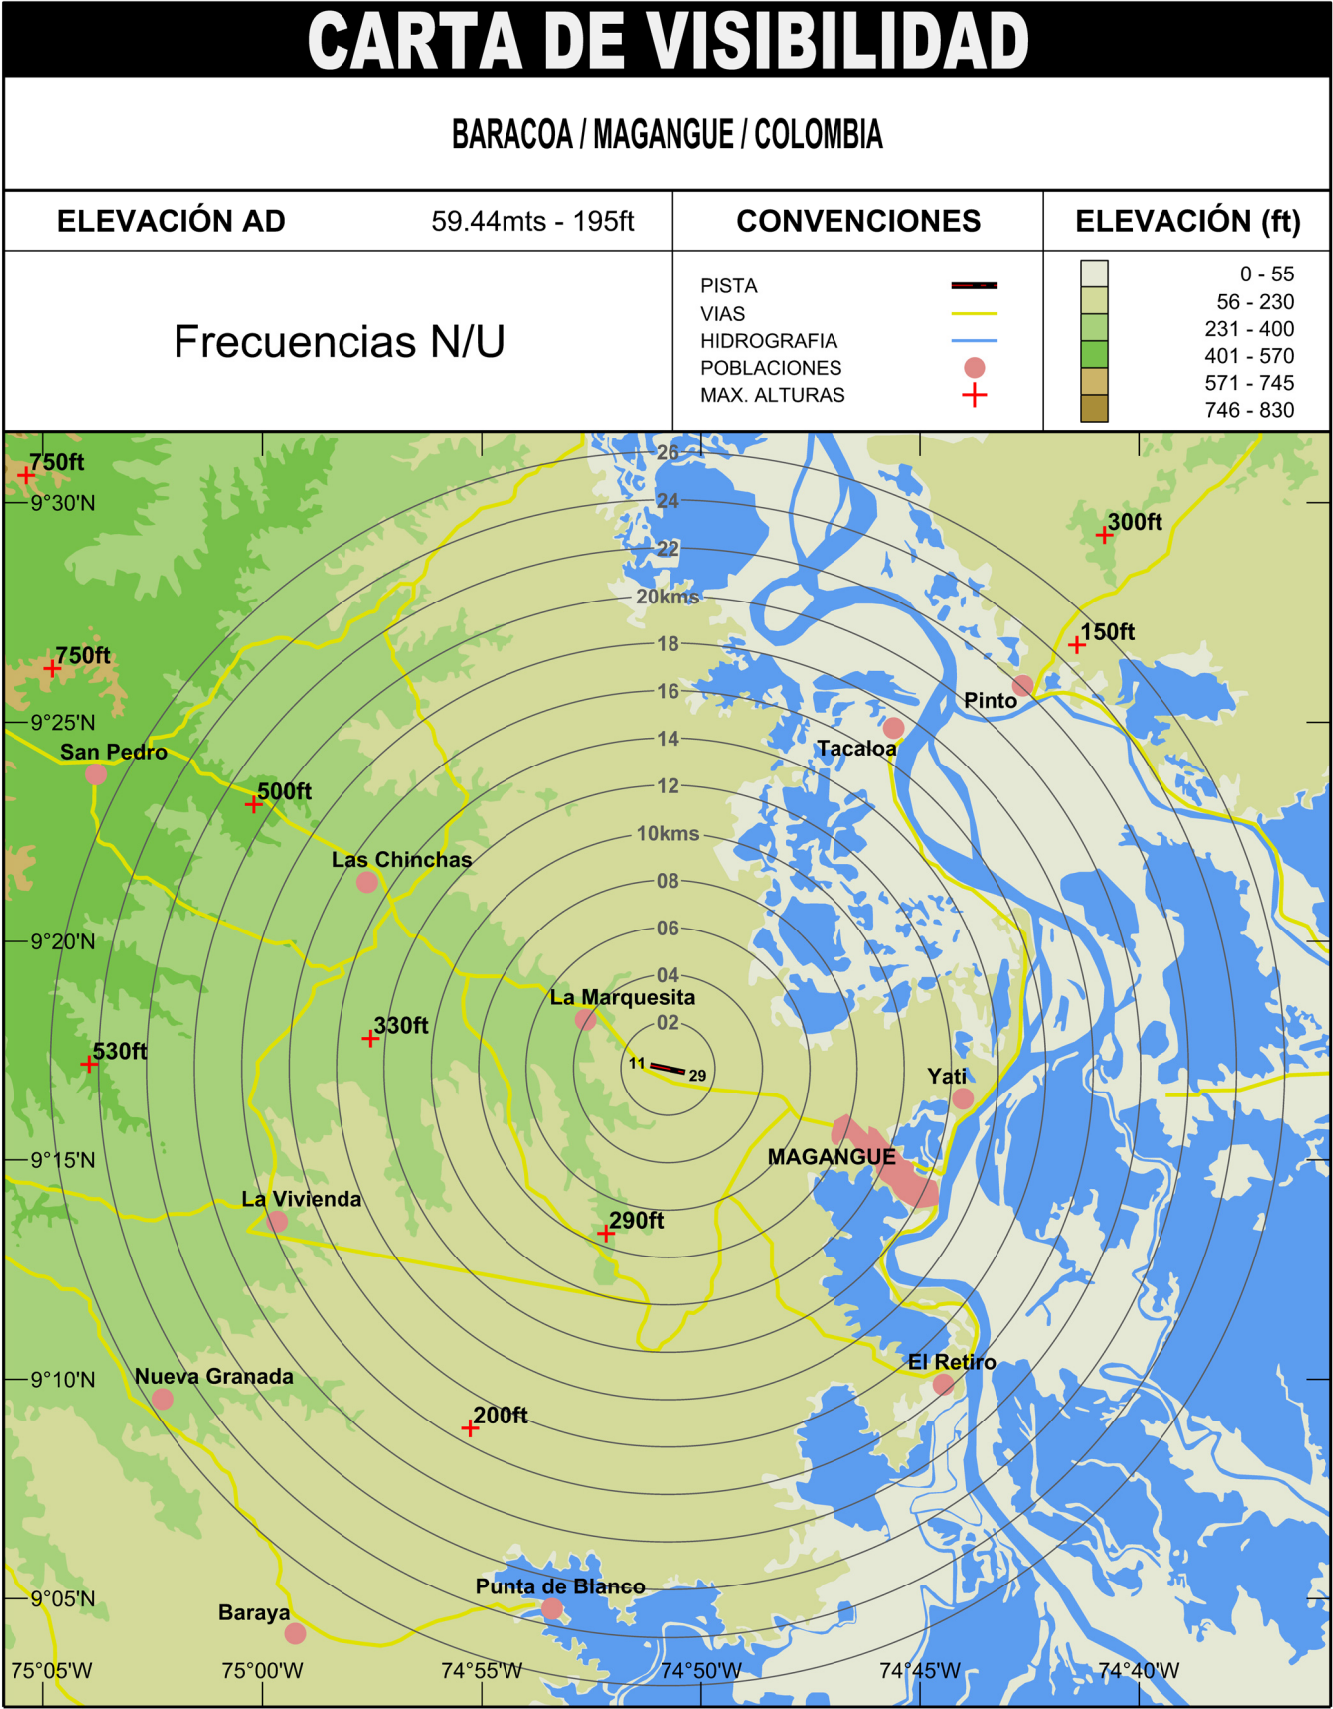 CARTA DE VISIBILIDAD
BARACOA / MAGANGUE / COLOMBIA
ELEVACIÓN AD
59.44mts - 195ft
CONVENCIONES
ELEVACIÓN (ft)
Frecuencias N/U
PISTA
VIAS
HIDROGRAFIA
POBLACIONES
MAX. ALTURAS
0 - 55
56 - 230
231 - 400
401 - 570
571 - 745
746 - 830
26
750ft
9°30'N
24
300ft
22
20kms
150ft
18
750ft
16
Pinto
9°25'N
14
Tacaloa
San Pedro
12
500ft
10kms
Las Chinchas
08
06
9°20'N
04
La Marquesita
02
330ft
530ft
11
29
Yati
9°15'N
MAGANGUE
La Vivienda
290ft
El Retiro
9°10'N
Nueva Granada
200ft
Punta de Blanco
9°05'N
Baraya
75°05'W
75°00'W
74°55'W
74°50'W
74°45'W
74°40'W